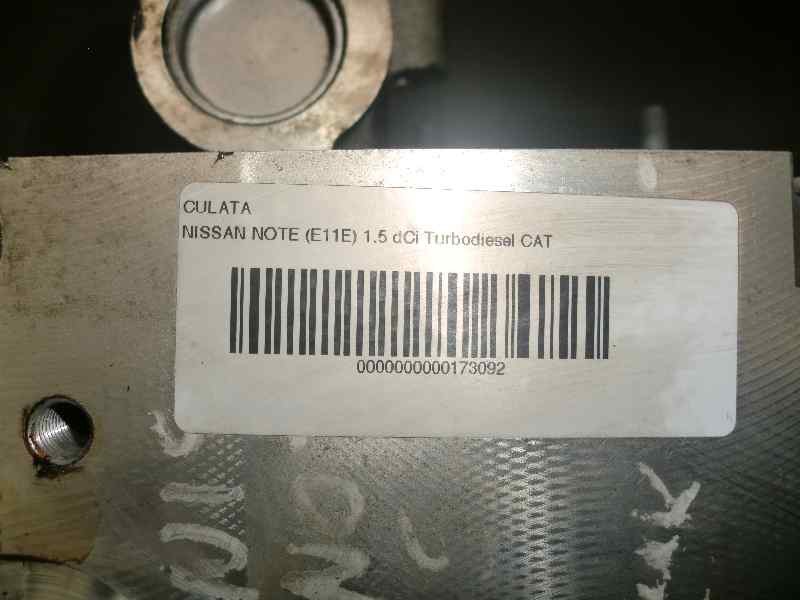 CULATA
NISSAN NOTE (E11E) 1.5 dCi Turbodiesel CAT
0000000000173092